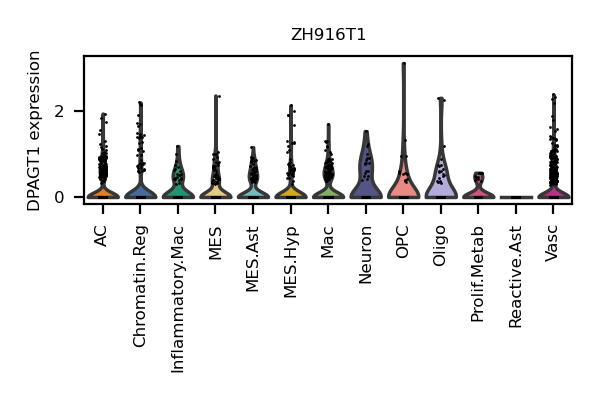 ZH916T1
DPAGT1 expression
2
0
AC
Chromatin.Reg
Inflammatory.Mac
MES
MES.Ast
MES.Hyp
Mac
Neuron
OPC
Oligo
Prolif.Metab
Reactive.Ast
Vasc